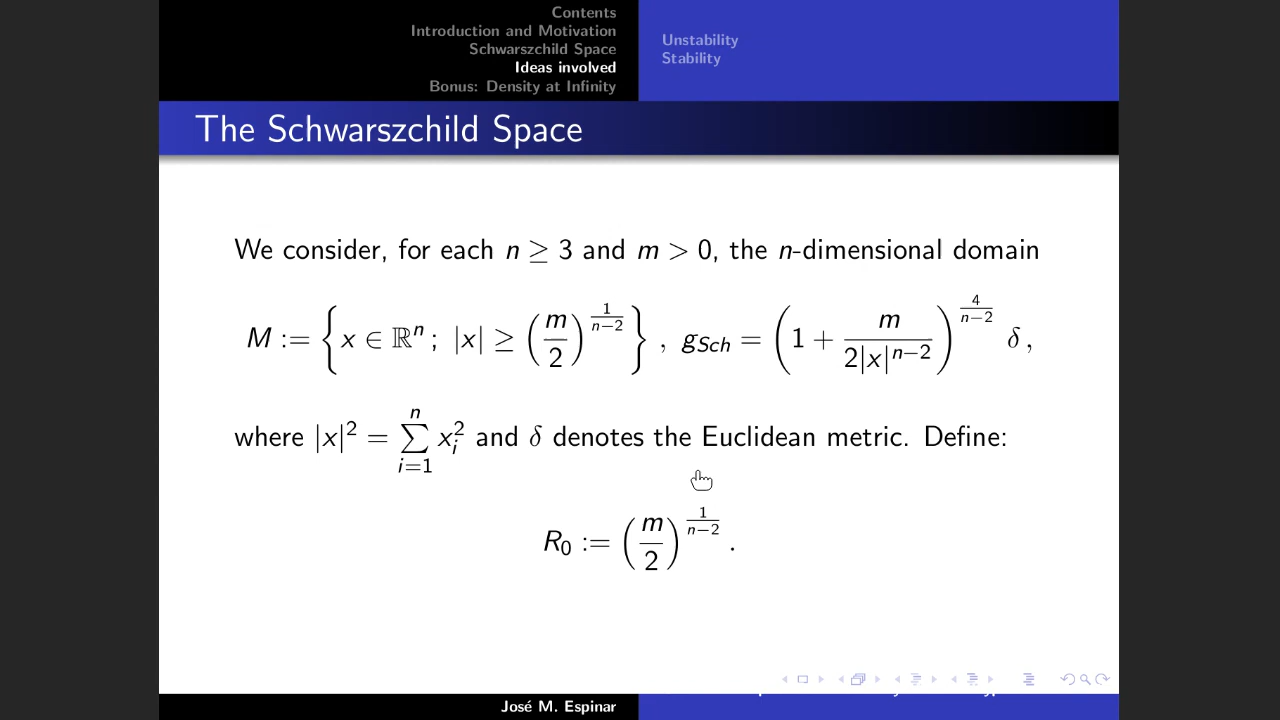 Contents
Introduction and Motivation
Schwarszchild Space
Ideas involved
Bonus: Density at Infinity
Unstability
Stability
The Schwarszchild Space
We consider, for each n ≥ 3 and m > 0, the n-dimensional domain
M := { x ∈ ℝⁿ ; |x| ≥ (m/2)^{1/(n−2)} } , g_{Sch} = (1 + m/(2|x|^{n−2}))^{4/(n−2)} δ ,
where |x|² = ∑_{i=1}^{n} x_i² and δ denotes the Euclidean metric. Define:
R₀ := (m/2)^{1/(n−2)} .
José M. Espinar